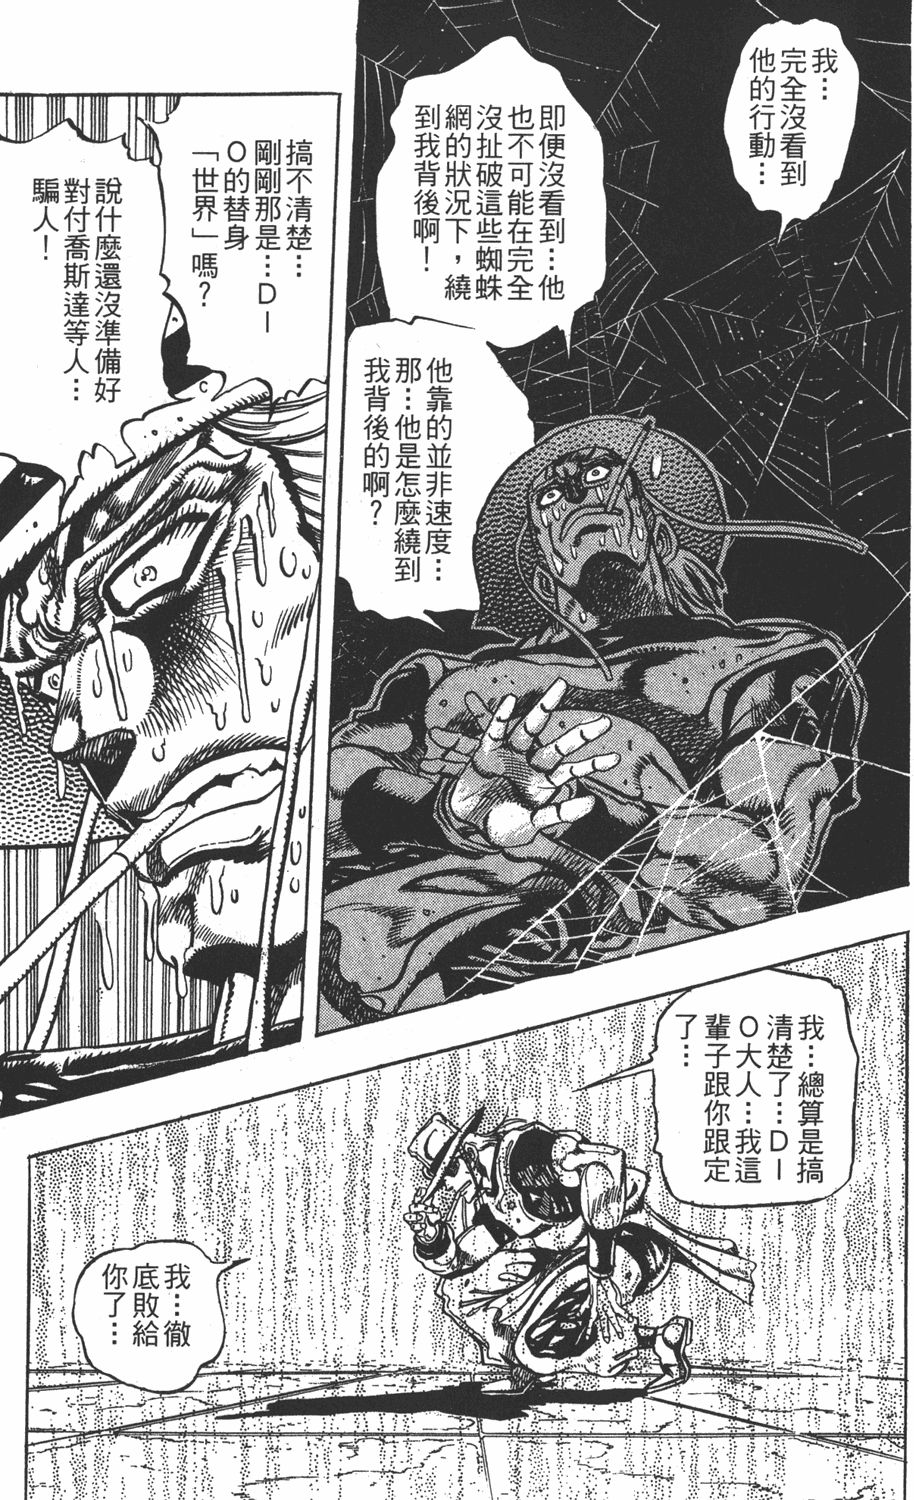 我…
完全沒看到
他的行動…
即便沒看到…他
也不可能在完全
沒扯破這些蜘蛛
網的狀況下，繞
到我背後啊！
他靠的並非速度…
那…他是怎麼繞到
我背後的啊？
搞不清楚…
剛剛那是…DI
O的替身
「世界」嗎？
說什麼還沒準備好
對付喬斯達等人…
騙人！
我…總算是搞
清楚了…DI
O大人…我這
輩子跟你跟定
了…
我…徹
底敗給
你了…